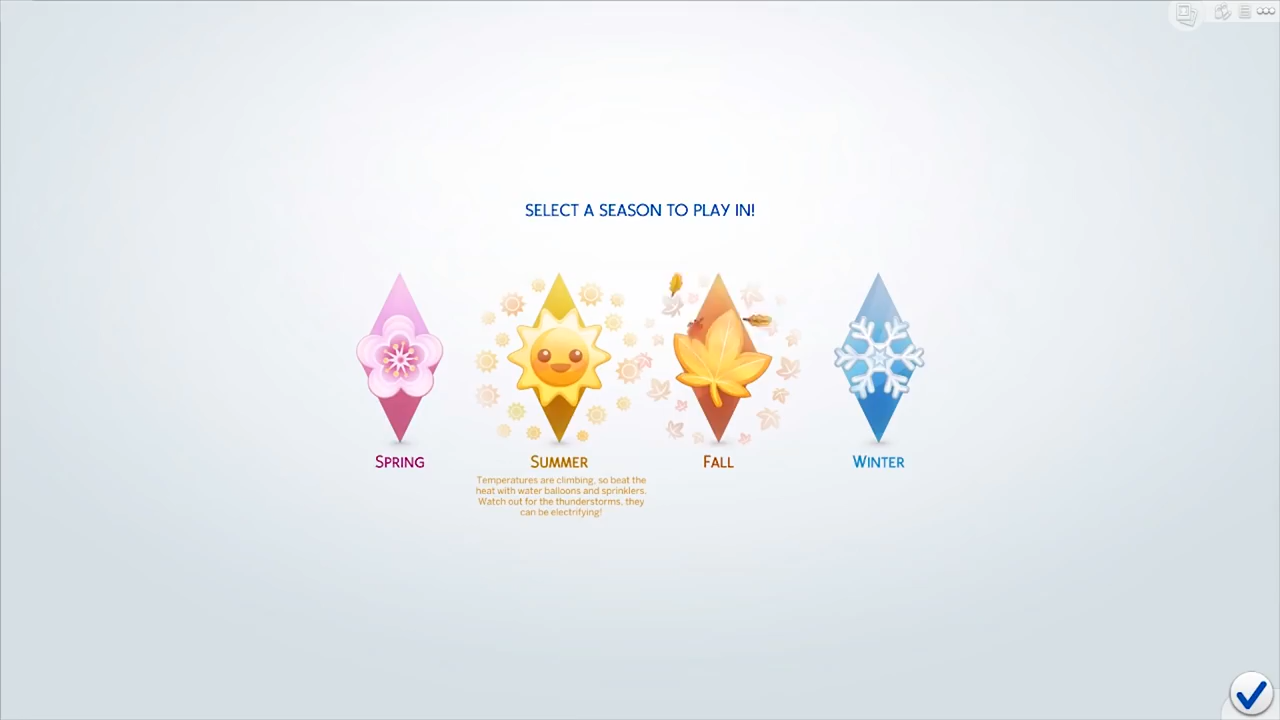 SELECT A SEASON TO PLAY IN!
SPRING
SUMMER
FALL
WINTER
Temperatures are climbing, so beat the
heat with water balloons and sprinklers.
Watch out for the thunderstorms, they
can be electrifying!